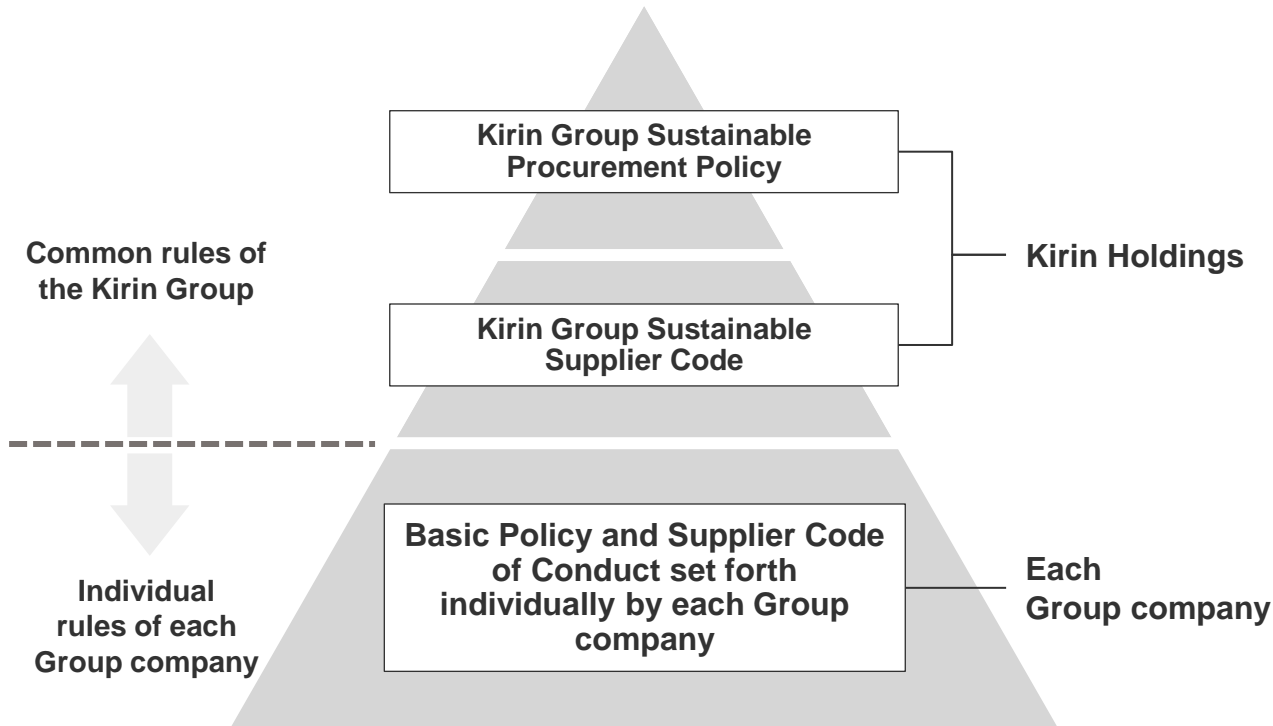 Kirin Group Sustainable
Procurement Policy
Common rules of
the Kirin Group
Kirin Holdings
Kirin Group Sustainable
Supplier Code
Basic Policy and Supplier Code
of Conduct set forth
individually by each Group
company
Individual
rules of each
Group company
Each
Group company